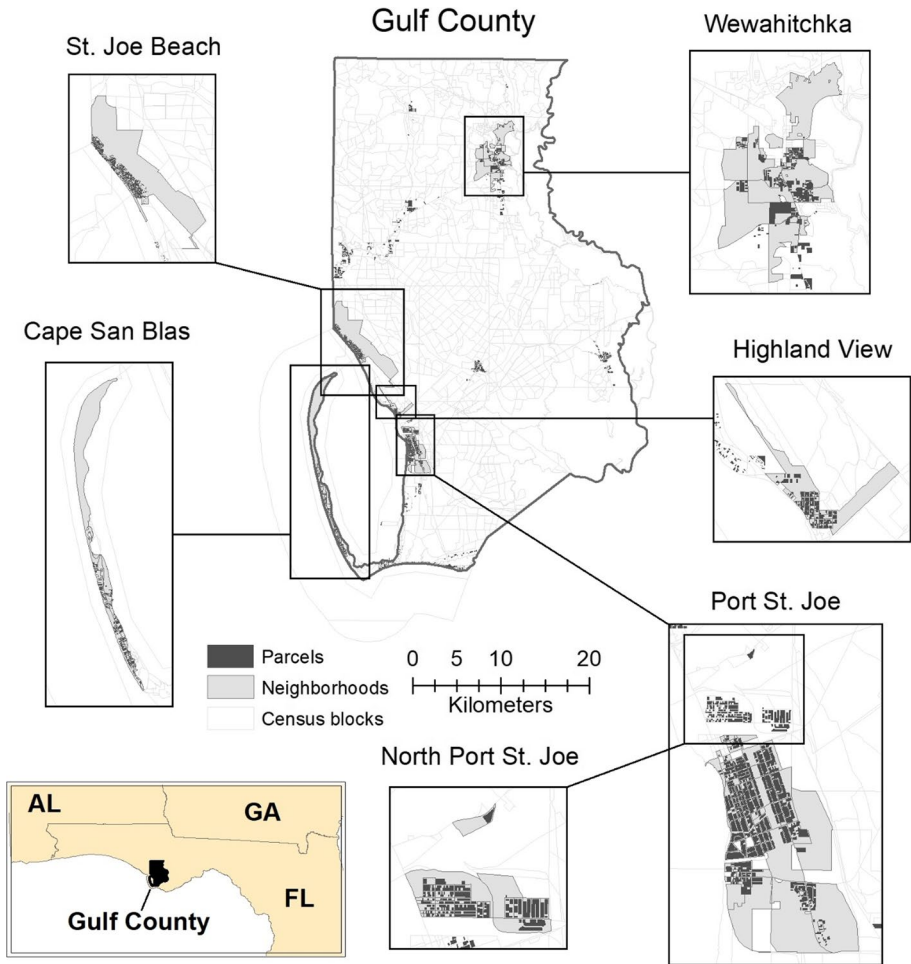 Gulf County
St. Joe Beach
Wewahitchka
Cape San Blas
Highland View
Port St. Joe
Parcels
Neighborhoods
Census blocks
0 5 10 20
Kilometers
North Port St. Joe
AL
GA
FL
Gulf County